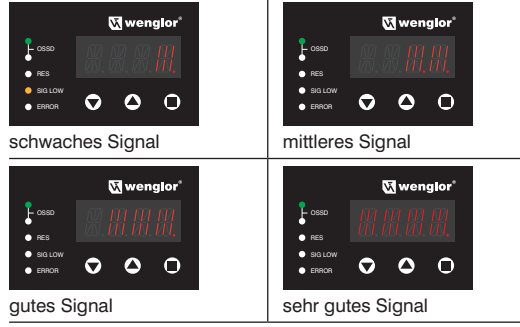 wenglor®
OSSD
RES
SIG LOW
ERROR
schwaches Signal
wenglor®
OSSD
RES
SIG LOW
ERROR
mittleres Signal
wenglor®
OSSD
RES
SIG LOW
ERROR
gutes Signal
wenglor®
OSSD
RES
SIG LOW
ERROR
sehr gutes Signal